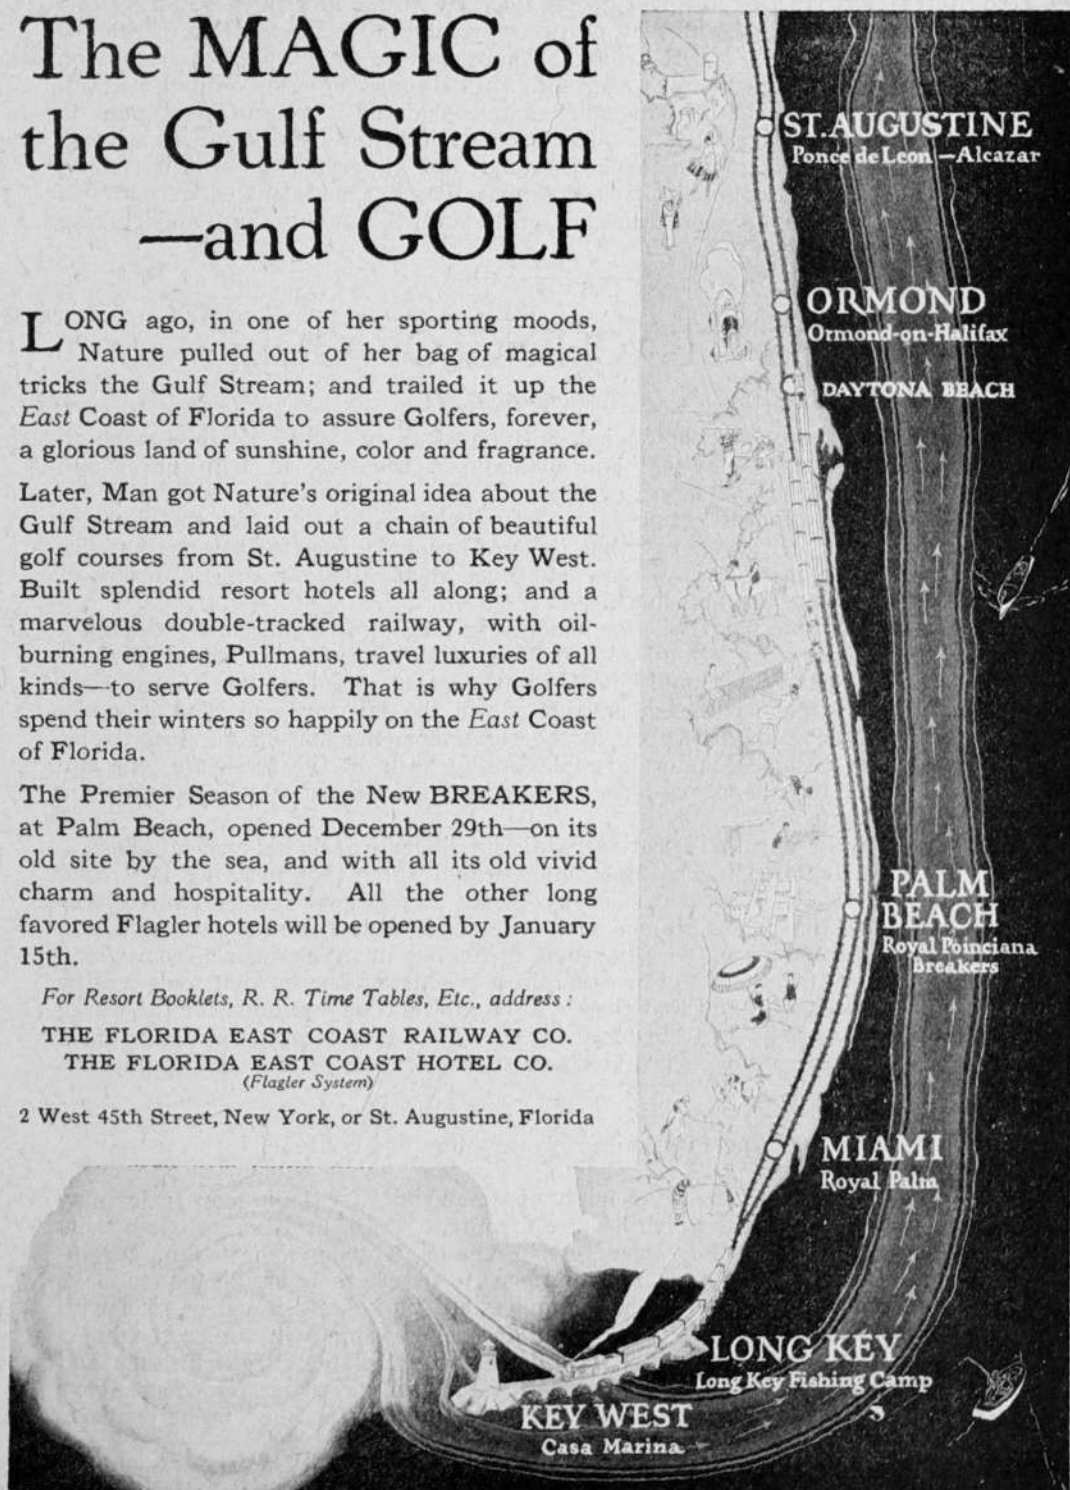 The MAGIC of
the Gulf Stream
—and GOLF
LONG ago, in one of her sporting moods,
Nature pulled out of her bag of magical
tricks the Gulf Stream; and trailed it up the
East Coast of Florida to assure Golfers, forever,
a glorious land of sunshine, color and fragrance.
Later, Man got Nature's original idea about the
Gulf Stream and laid out a chain of beautiful
golf courses from St. Augustine to Key West.
Built splendid resort hotels all along; and a
marvelous double-tracked railway, with oil-
burning engines, Pullmans, travel luxuries of all
kinds—to serve Golfers. That is why Golfers
spend their winters so happily on the East Coast
of Florida.
The Premier Season of the New BREAKERS,
at Palm Beach, opened December 29th—on its
old site by the sea, and with all its old vivid
charm and hospitality. All the other long
favored Flagler hotels will be opened by January
15th.
For Resort Booklets, R. R. Time Tables, Etc., address:
THE FLORIDA EAST COAST RAILWAY CO.
THE FLORIDA EAST COAST HOTEL CO.
(Flagler System)
2 West 45th Street, New York, or St. Augustine, Florida
ST. AUGUSTINE
Ponce de Leon—Alcazar
ORMOND
Ormond-on-Halifax
DAYTONA BEACH
PALM
BEACH
Royal Poinciana
Breakers
MIAMI
Royal Palm
LONG KEY
Long Key Fishing Camp
KEY WEST
Casa Marina